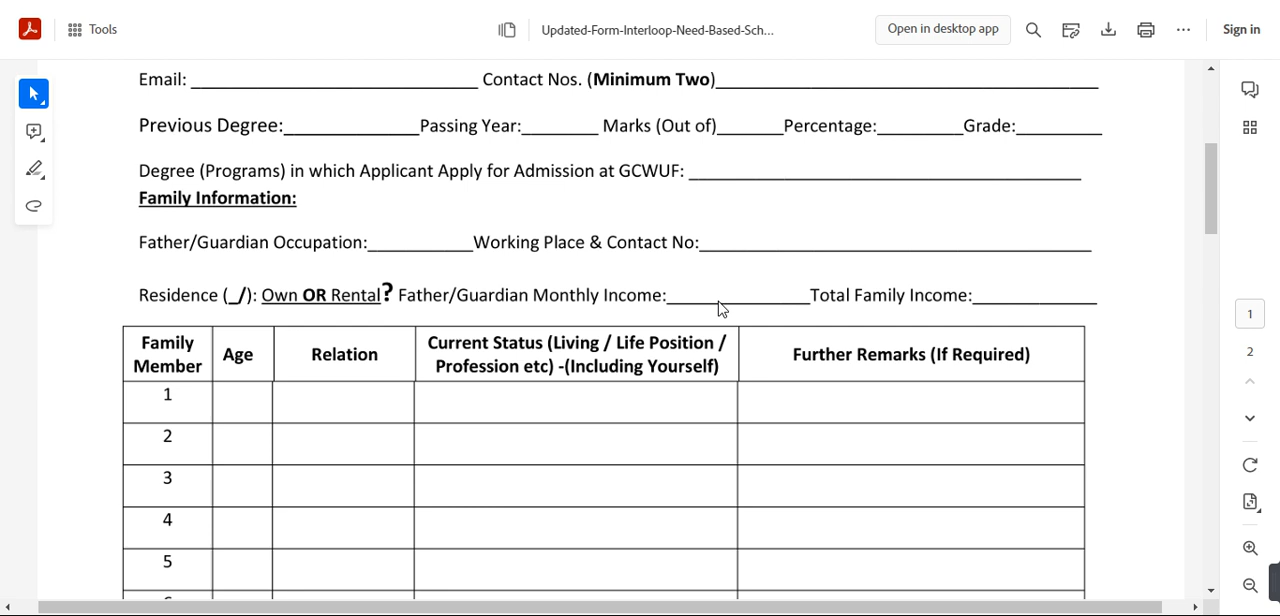 Tools
Updated-Form-Interloop-Need-Based-Sch...
Open in desktop app
Sign in
Email: ______________________________ Contact Nos. (Minimum Two)________________________________________
Previous Degree:______________Passing Year:________ Marks (Out of)_______Percentage:_________Grade:_________
Degree (Programs) in which Applicant Apply for Admission at GCWUF: _________________________________________
Family Information:
Father/Guardian Occupation:___________Working Place & Contact No:_________________________________________
Residence (_/): Own OR Rental? Father/Guardian Monthly Income:_______________Total Family Income:_____________
Family Member Age Relation Current Status (Living / Life Position / Profession etc) -(Including Yourself) Further Remarks (If Required)
1
2
3
4
5
1
2